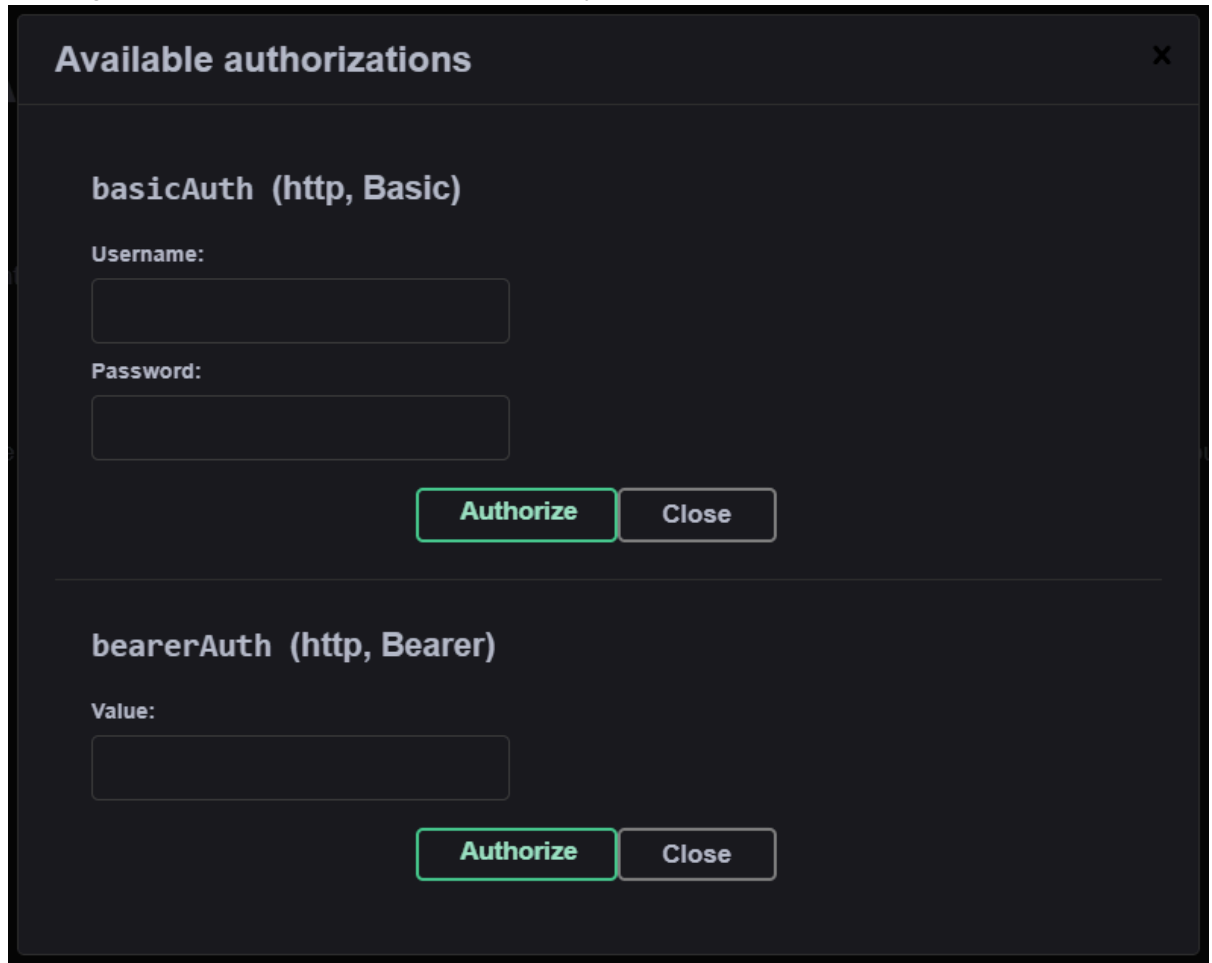 Available authorizations
basicAuth (http, Basic)
Username:
Password:
Authorize
Close
bearerAuth (http, Bearer)
Value:
Authorize
Close